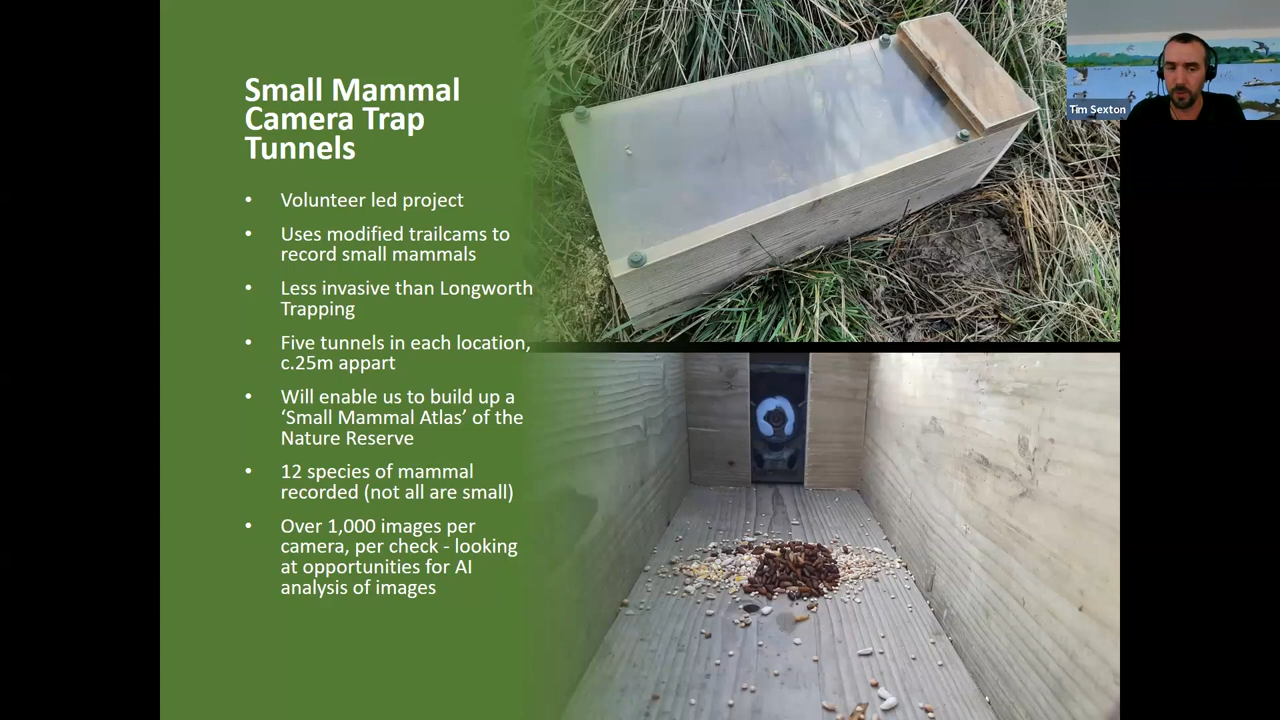 Small Mammal
Camera Trap
Tunnels
• Volunteer led project
• Uses modified trailcams to
record small mammals
• Less invasive than Longworth
Trapping
• Five tunnels in each location,
c.25m appart
• Will enable us to build up a
‘Small Mammal Atlas’ of the
Nature Reserve
• 12 species of mammal
recorded (not all are small)
• Over 1,000 images per
camera, per check - looking
at opportunities for AI
analysis of images
Tim Sexton